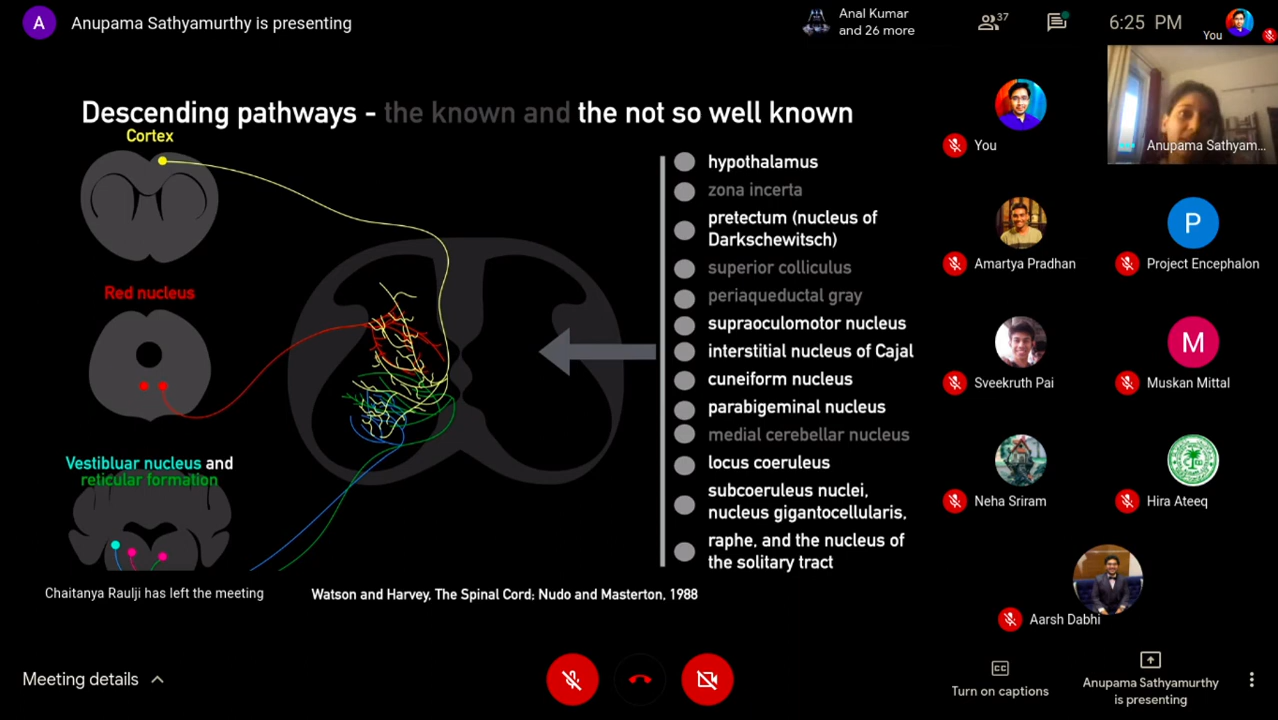 A
Anupama Sathyamurthy is presenting
Anal Kumar
and 26 more
37
6:25 PM
You
Descending pathways - the known and the not so well known
Cortex
Red nucleus
Vestibluar nucleus and
reticular formation
hypothalamus
zona incerta
pretectum (nucleus of
Darkschewitsch)
superior colliculus
periaqueductal gray
supraoculomotor nucleus
interstitial nucleus of Cajal
cuneiform nucleus
parabigeminal nucleus
medial cerebellar nucleus
locus coeruleus
subcoeruleus nuclei,
nucleus gigantocellularis,
raphe, and the nucleus of
the solitary tract
Watson and Harvey, The Spinal Cord; Nudo and Masterton, 1988
Chaitanya Raulji has left the meeting
You
Anupama Sathyam...
Amartya Pradhan
P
Project Encephalon
Sveekruth Pai
M
Muskan Mittal
Neha Sriram
Hira Ateeq
Aarsh Dabhi
Meeting details
CC
Turn on captions
Anupama Sathyamurthy
is presenting